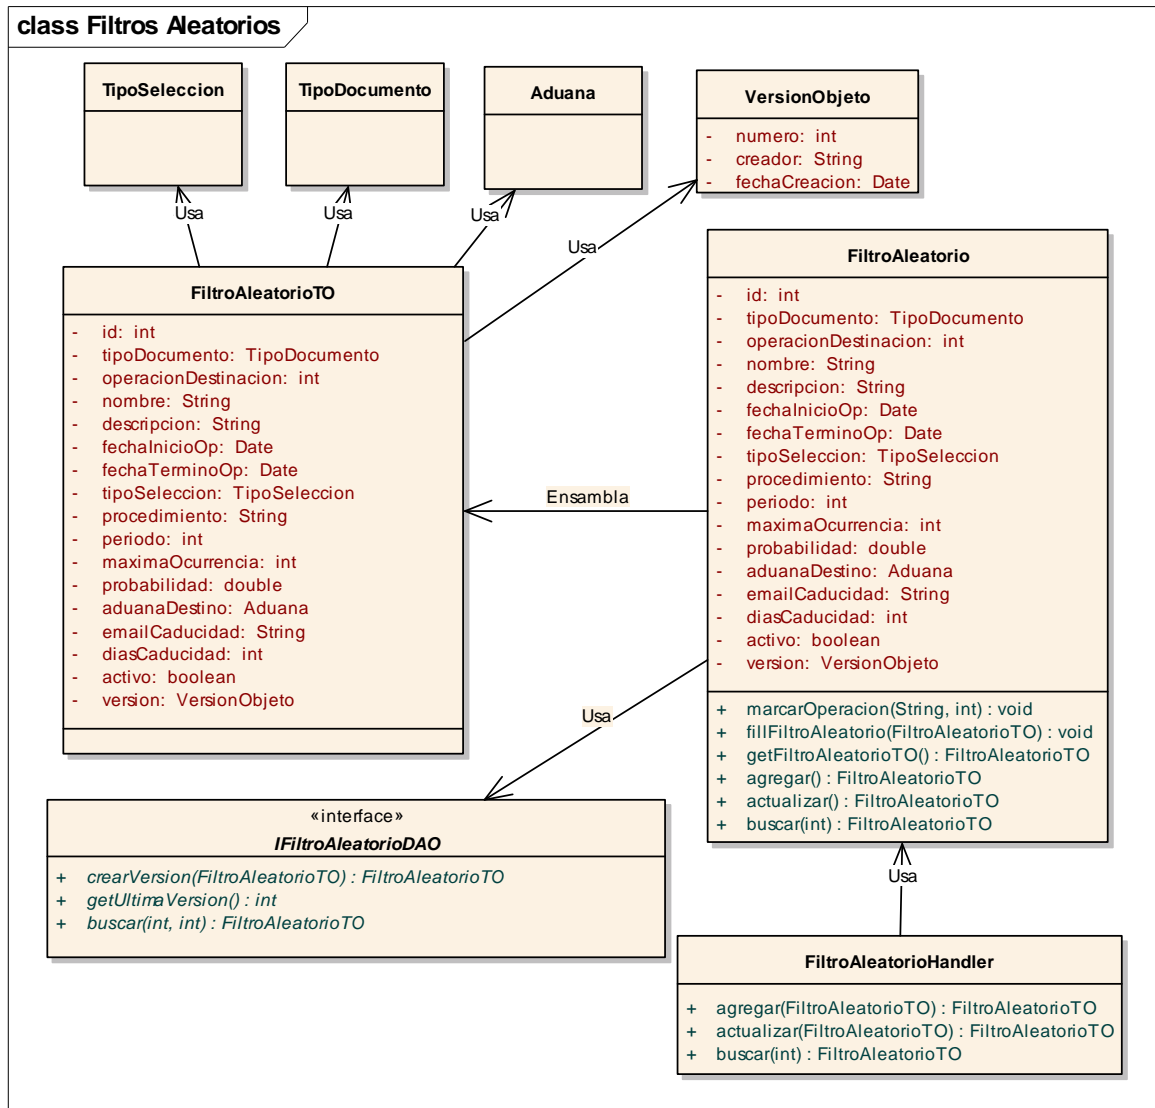 class Filtros Aleatorios
TipoSeleccion
TipoDocumento
Aduana
VersionObjeto
- numero: int
- creador: String
- fechaCreacion: Date
Usa
Usa
Usa
Usa
FiltroAleatorioTO
- id: int
- tipoDocumento: TipoDocumento
- operacionDestinacion: int
- nombre: String
- descripcion: String
- fechaInicioOp: Date
- fechaTerminoOp: Date
- tipoSeleccion: TipoSeleccion
- procedimiento: String
- periodo: int
- maximaOcurrencia: int
- probabilidad: double
- aduanaDestino: Aduana
- emailCaducidad: String
- diasCaducidad: int
- activo: boolean
- version: VersionObjeto
Ensambla
FiltroAleatorio
- id: int
- tipoDocumento: TipoDocumento
- operacionDestinacion: int
- nombre: String
- descripcion: String
- fechaInicioOp: Date
- fechaTerminoOp: Date
- tipoSeleccion: TipoSeleccion
- procedimiento: String
- periodo: int
- maximaOcurrencia: int
- probabilidad: double
- aduanaDestino: Aduana
- emailCaducidad: String
- diasCaducidad: int
- activo: boolean
- version: VersionObjeto
+ marcarOperacion(String, int) : void
+ fillFiltroAleatorio(FiltroAleatorioTO) : void
+ getFiltroAleatorioTO() : FiltroAleatorioTO
+ agregar() : FiltroAleatorioTO
+ actualizar() : FiltroAleatorioTO
+ buscar(int) : FiltroAleatorioTO
Usa
«interface»
IFiltroAleatorioDAO
+ crearVersion(FiltroAleatorioTO) : FiltroAleatorioTO
+ getUltimaVersion() : int
+ buscar(int, int) : FiltroAleatorioTO
Usa
FiltroAleatorioHandler
+ agregar(FiltroAleatorioTO) : FiltroAleatorioTO
+ actualizar(FiltroAleatorioTO) : FiltroAleatorioTO
+ buscar(int) : FiltroAleatorioTO